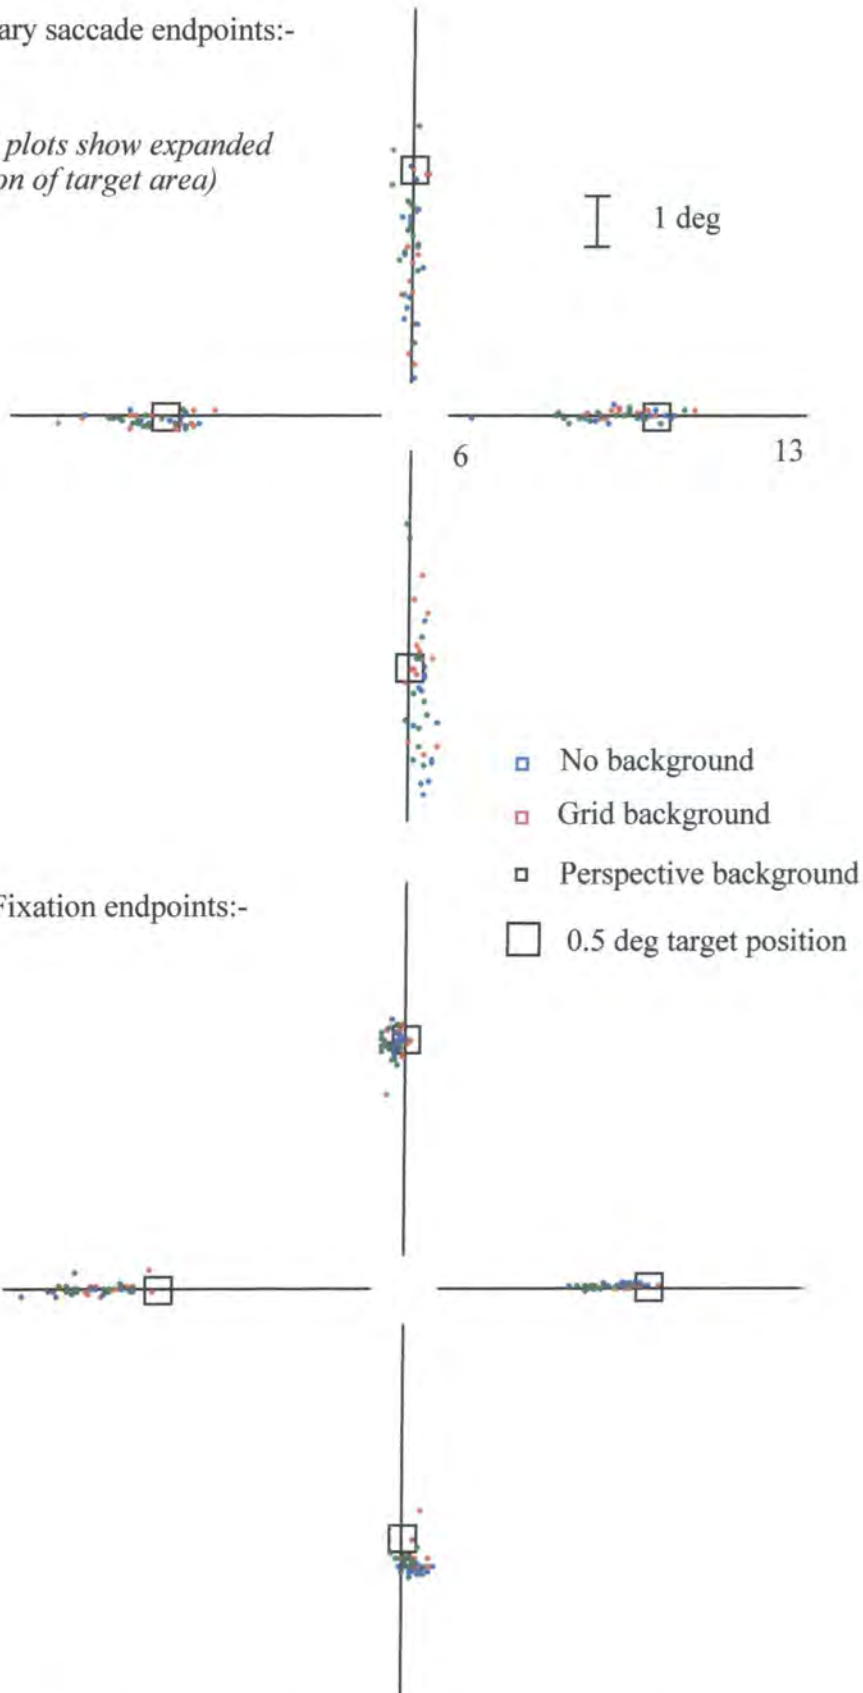 ary saccade endpoints:-
plots show expanded
on of target area)
1 deg
6
13
No background
Grid background
Perspective background
Fixation endpoints:-
0.5 deg target position